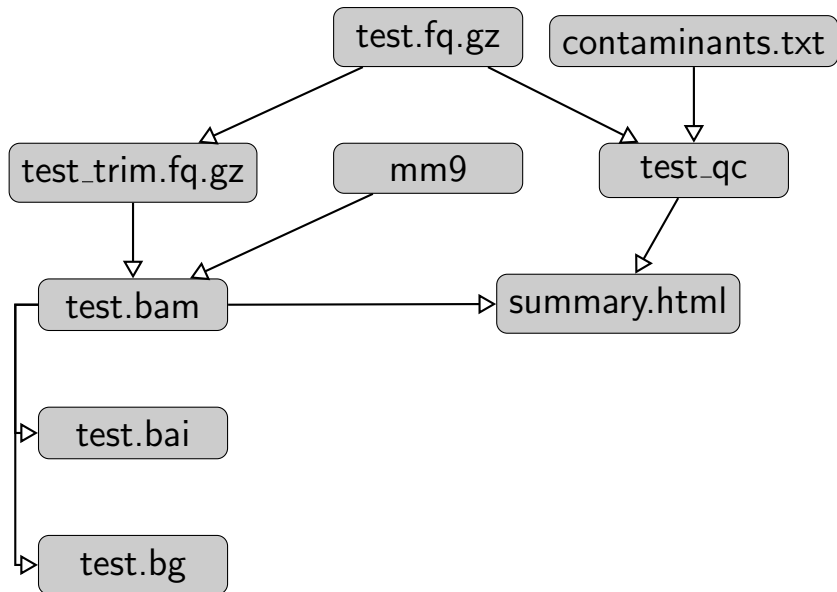 test.fq.gz
contaminants.txt
test_trim.fq.gz
mm9
test_qc
test.bam
summary.html
test.bai
test.bg